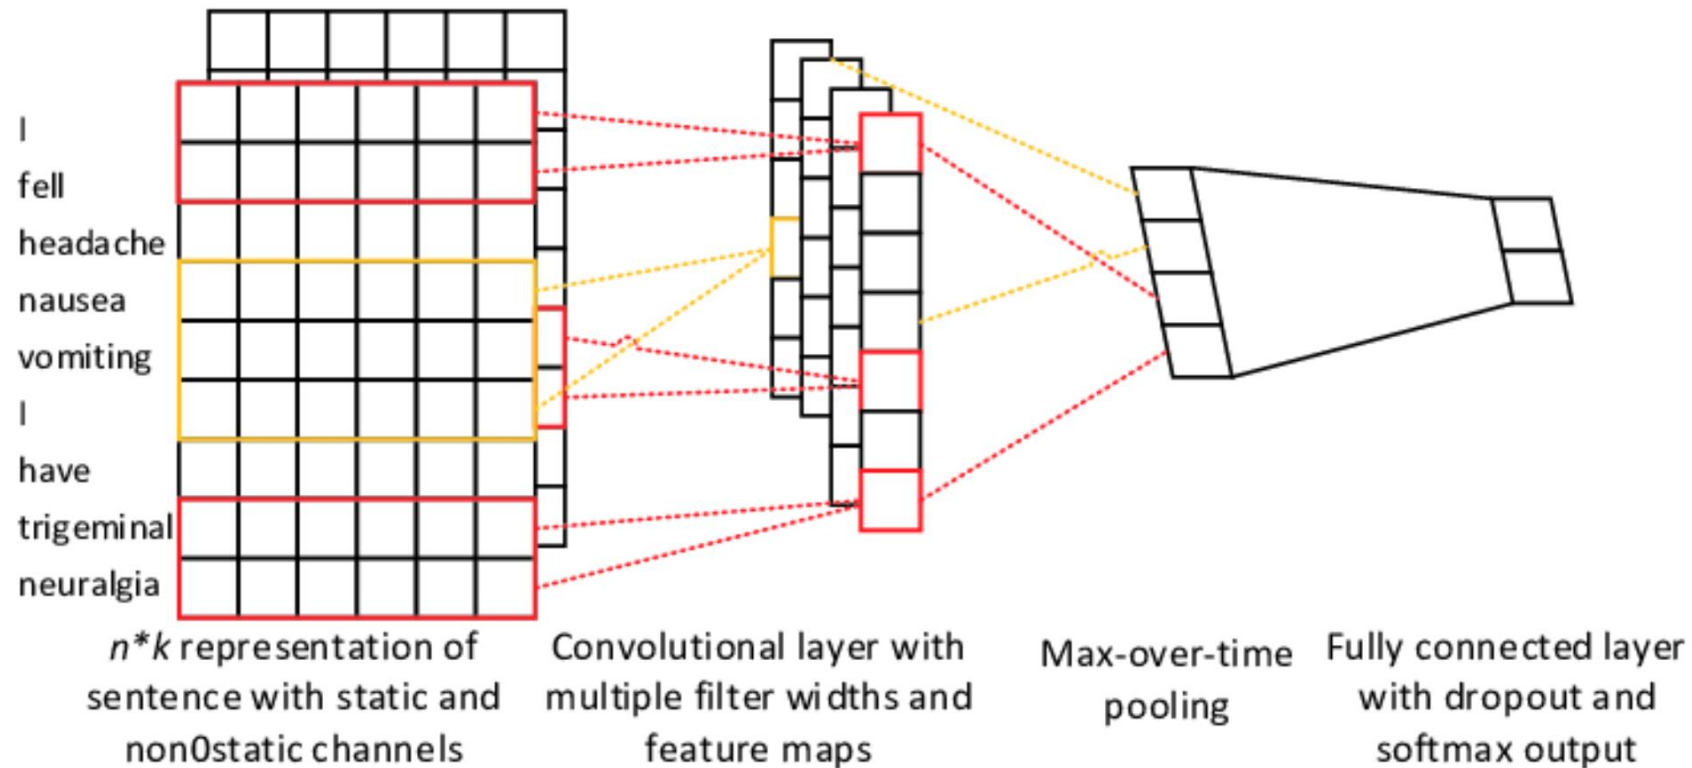 I
fell
headache
nausea
vomiting
I
have
trigeminal
neuralgia
n*k representation of
sentence with static and
non0static channels
Convolutional layer with
multiple filter widths and
feature maps
Max-over-time
pooling
Fully connected layer
with dropout and
softmax output